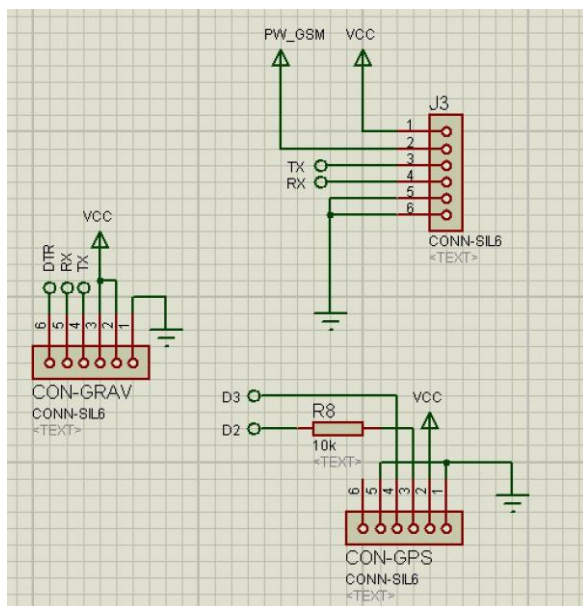 PW_GSM VCC
J3
1
2
TX 3
RX 4
5
6
CONN-SIL6
<TEXT>
VCC
DTR RX TX
6 5 4 3 2 1
CON-GRAV
CONN-SIL6
<TEXT>
D3 VCC
R8
D2
10k
<TEXT>
6 5 4 3 2 1
CON-GPS
CONN-SIL6
<TEXT>